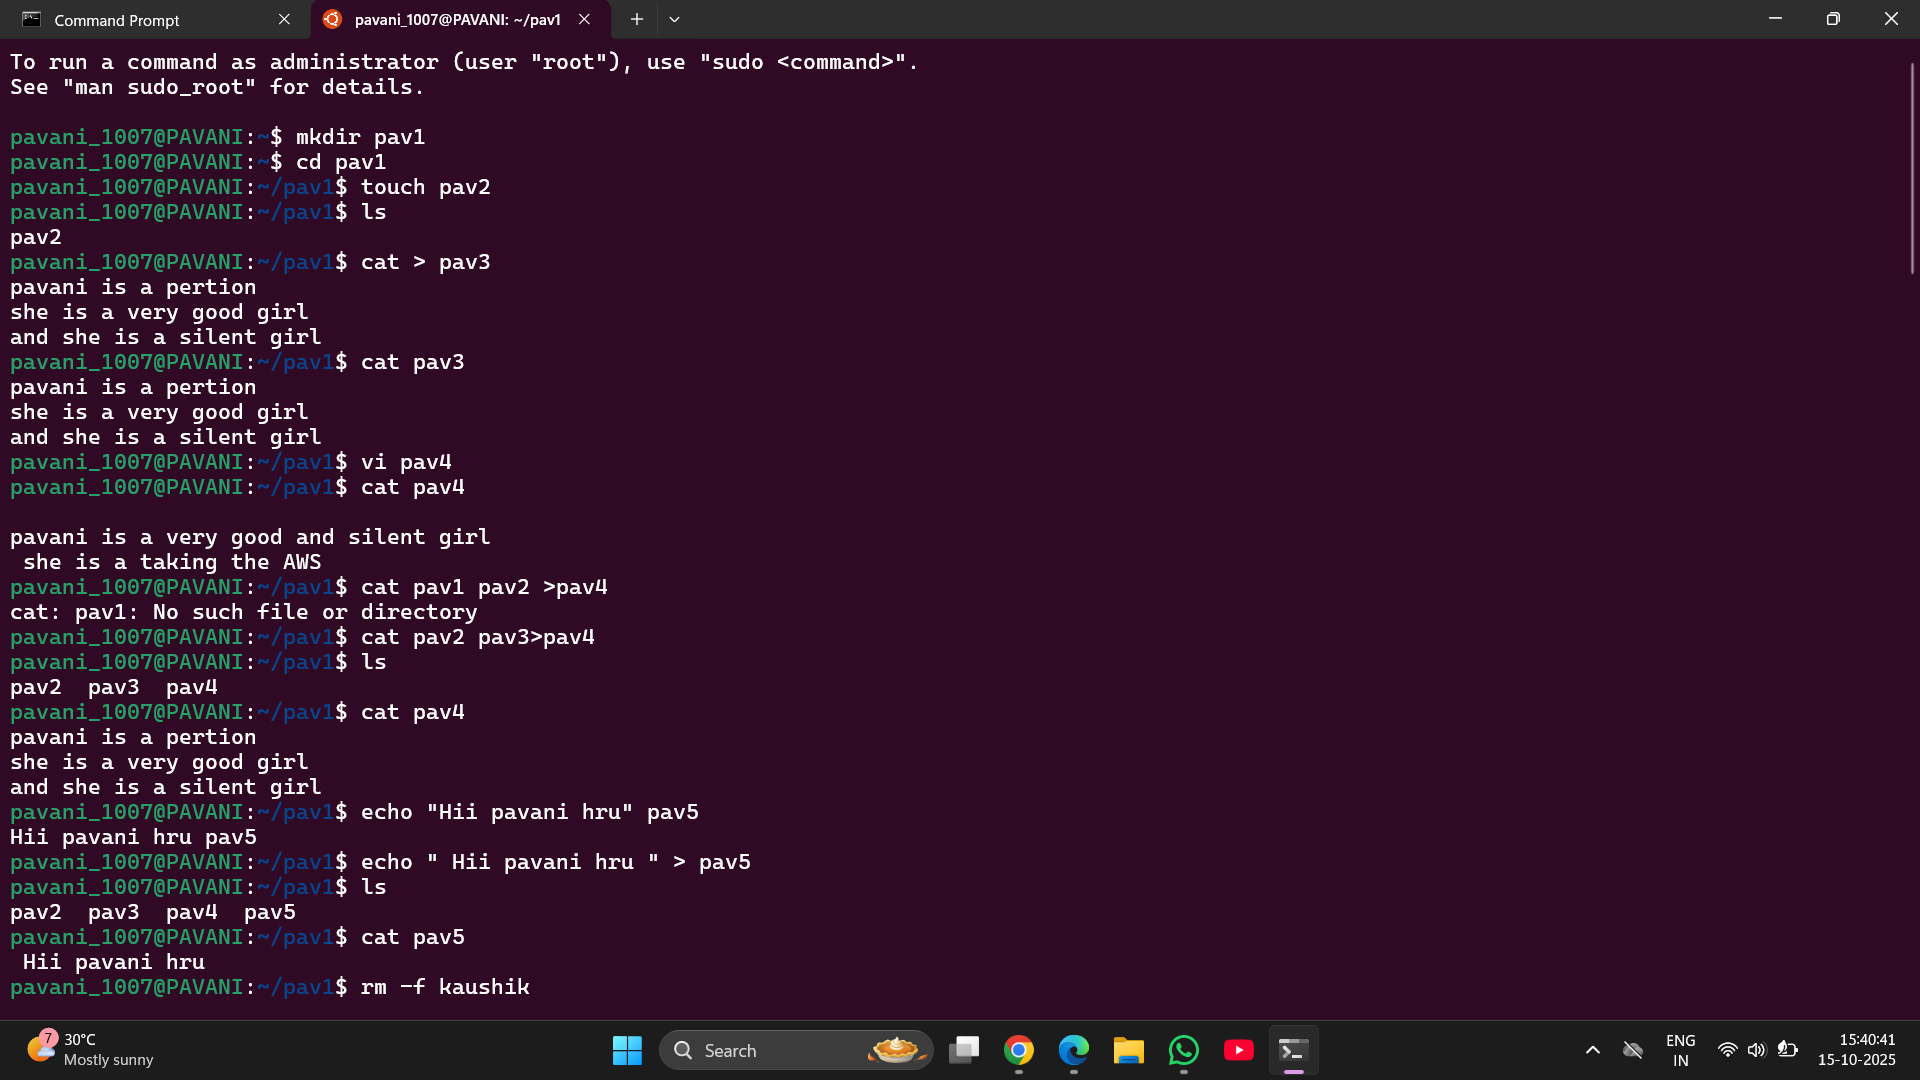 Command Prompt
pavani_1007@PAVANI: ~/pav1
To run a command as administrator (user "root"), use "sudo <command>".
See "man sudo_root" for details.
pavani_1007@PAVANI:~$ mkdir pav1
pavani_1007@PAVANI:~$ cd pav1
pavani_1007@PAVANI:~/pav1$ touch pav2
pavani_1007@PAVANI:~/pav1$ ls
pav2
pavani_1007@PAVANI:~/pav1$ cat > pav3
pavani is a pertion
she is a very good girl
and she is a silent girl
pavani_1007@PAVANI:~/pav1$ cat pav3
pavani is a pertion
she is a very good girl
and she is a silent girl
pavani_1007@PAVANI:~/pav1$ vi pav4
pavani_1007@PAVANI:~/pav1$ cat pav4
pavani is a very good and silent girl
 she is a taking the AWS
pavani_1007@PAVANI:~/pav1$ cat pav1 pav2 >pav4
cat: pav1: No such file or directory
pavani_1007@PAVANI:~/pav1$ cat pav2 pav3>pav4
pavani_1007@PAVANI:~/pav1$ ls
pav2  pav3  pav4
pavani_1007@PAVANI:~/pav1$ cat pav4
pavani is a pertion
she is a very good girl
and she is a silent girl
pavani_1007@PAVANI:~/pav1$ echo "Hii pavani hru" pav5
Hii pavani hru pav5
pavani_1007@PAVANI:~/pav1$ echo " Hii pavani hru " > pav5
pavani_1007@PAVANI:~/pav1$ ls
pav2  pav3  pav4  pav5
pavani_1007@PAVANI:~/pav1$ cat pav5
 Hii pavani hru
pavani_1007@PAVANI:~/pav1$ rm -f kaushik
7
30°C
Mostly sunny
Search
ENG
IN
15:40:41
15-10-2025